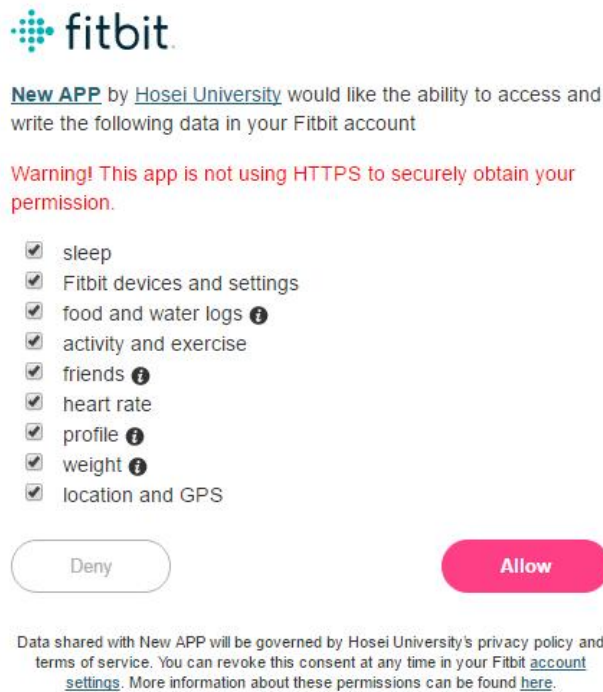 fitbit.
New APP by Hosei University would like the ability to access and
write the following data in your Fitbit account
Warning! This app is not using HTTPS to securely obtain your
permission.
sleep
Fitbit devices and settings
food and water logs
activity and exercise
friends
heart rate
profile
weight
location and GPS
Deny
Allow
Data shared with New APP will be governed by Hosei University's privacy policy and
terms of service. You can revoke this consent at any time in your Fitbit account
settings. More information about these permissions can be found here.